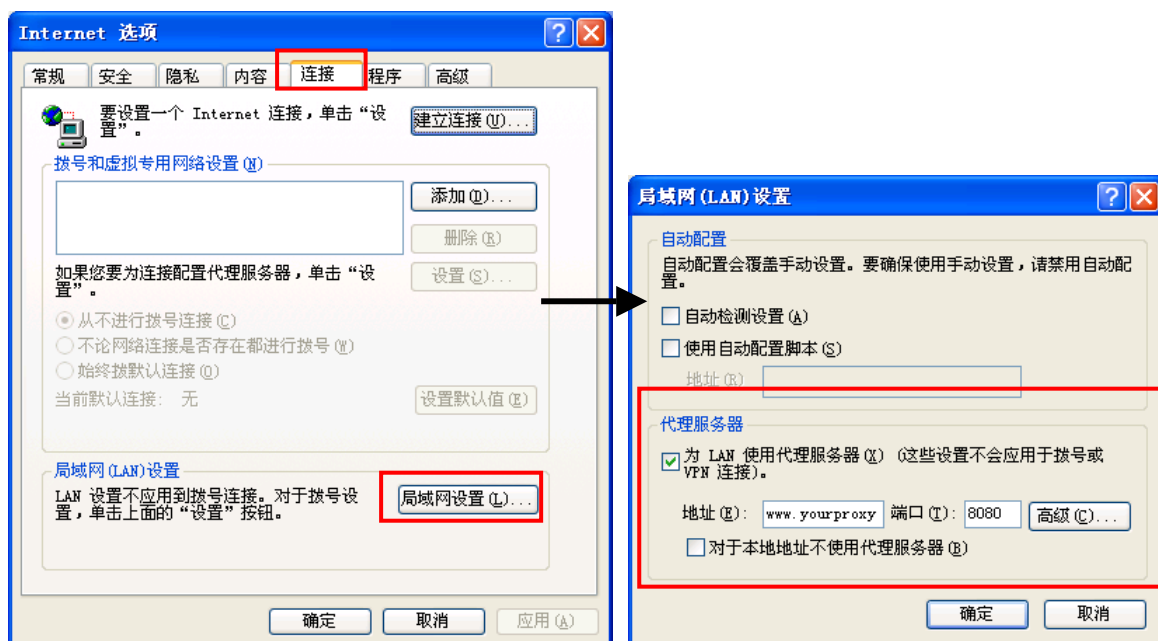 Internet 选项
常规 安全 隐私 内容 连接 程序 高级
要设置一个 Internet 连接，单击“设
置”。
建立连接(U)...
拨号和虚拟专用网络设置(N)
添加(D)...
删除(R)
如果您要为连接配置代理服务器，单击“设
置”。
设置(S)...
从不进行拨号连接(C)
不论网络连接是否存在都进行拨号(W)
始终拨默认连接(O)
当前默认连接： 无
设置默认值(E)
局域网(LAN)设置
LAN 设置不应用到拨号连接。对于拨号设
置，单击上面的“设置”按钮。
局域网设置(L)...
确定 取消 应用(A)
局域网(LAN)设置
自动配置
自动配置会覆盖手动设置。要确保使用手动设置，请禁用自动配
置。
自动检测设置(A)
使用自动配置脚本(S)
地址(R)
代理服务器
为 LAN 使用代理服务器(X) (这些设置不会应用于拨号或
VPN 连接)。
地址(E): www.yourproxy 端口(T): 8080 高级(C)...
对于本地地址不使用代理服务器(B)
确定 取消